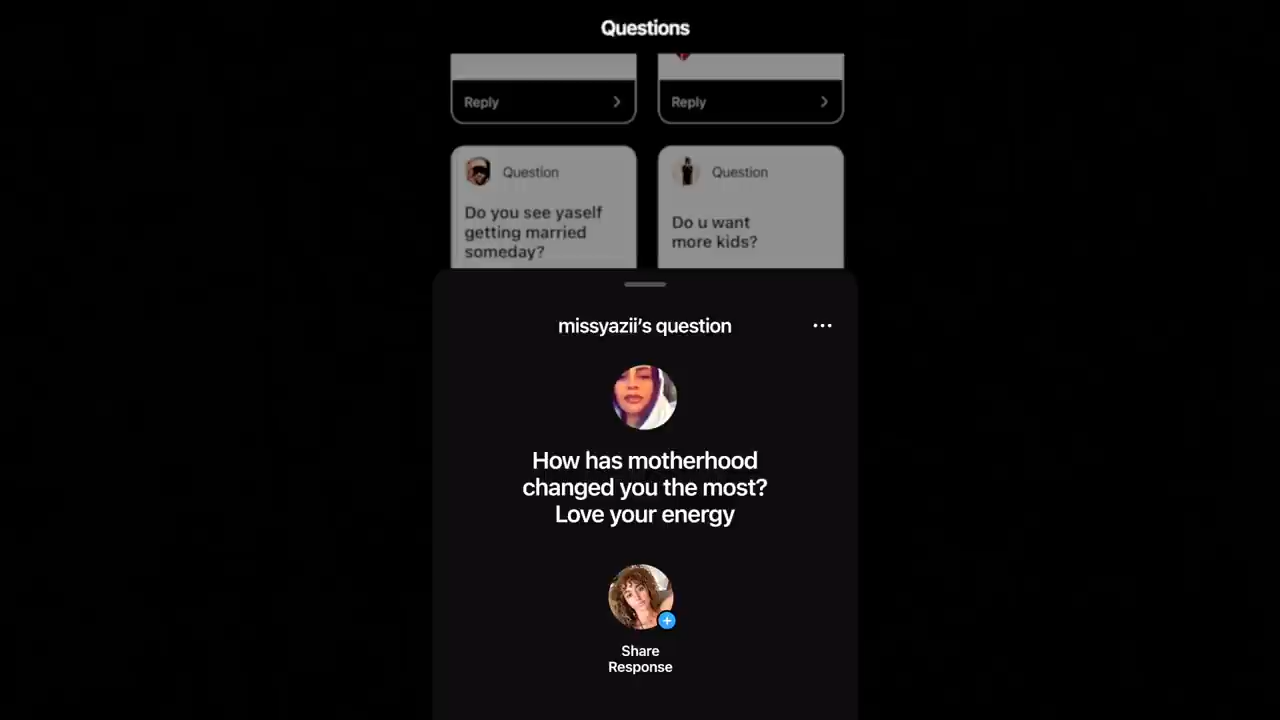 Questions
Reply
Reply
Question
Do you see yaself
getting married
someday?
Question
Do u want
more kids?
missyazii's question
How has motherhood
changed you the most?
Love your energy
Share
Response